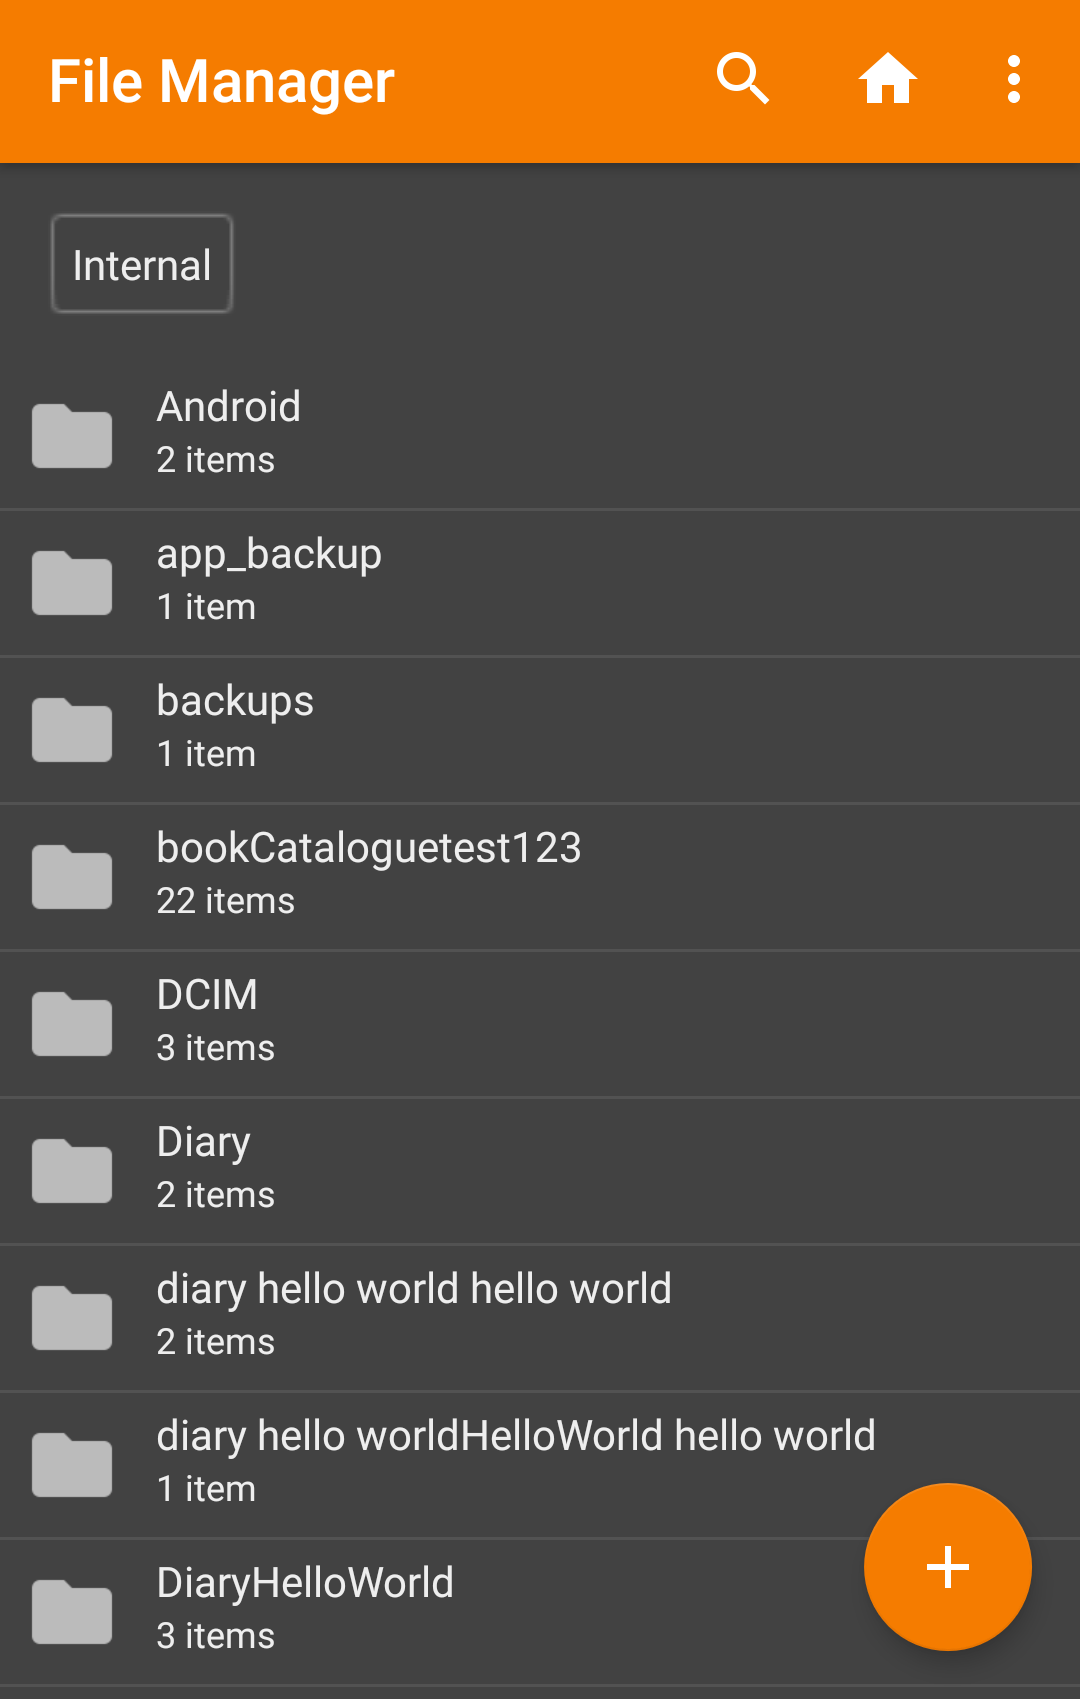 File Manager
Internal
Android
2 items
app_backup
1 item
backups
1 item
bookCataloguetest123
22 items
DCIM
3 items
Diary
2 items
diary hello world hello world
2 items
diary hello worldHelloWorld hello world
1 item
DiaryHelloWorld
3 items